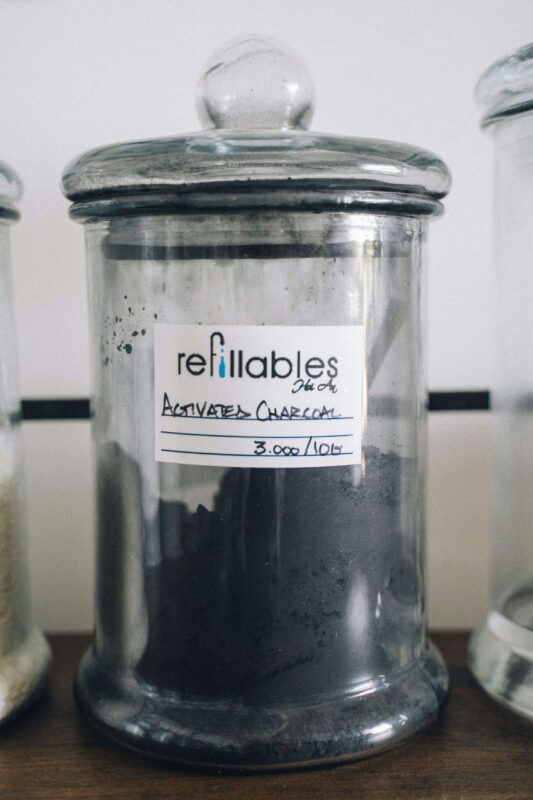 refillables
Hoi An
ACTIVATED CHARCOAL
3.000/10g